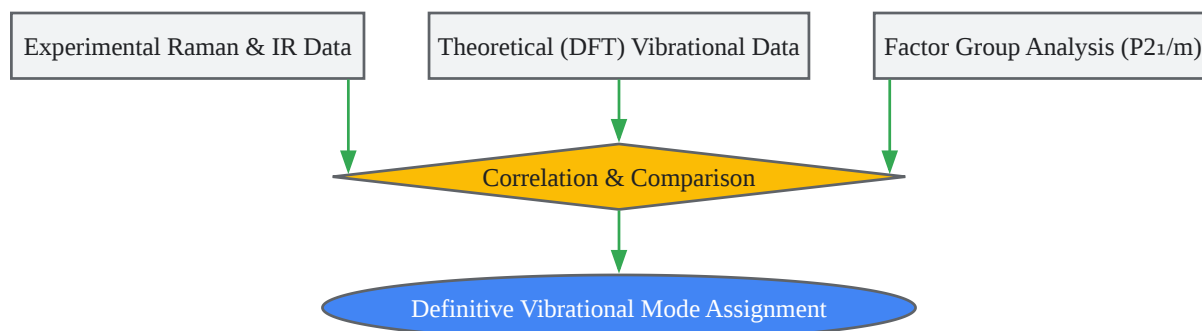 Experimental Raman & IR Data
Theoretical (DFT) Vibrational Data
Factor Group Analysis (P2₁/m)
Correlation & Comparison
Definitive Vibrational Mode Assignment